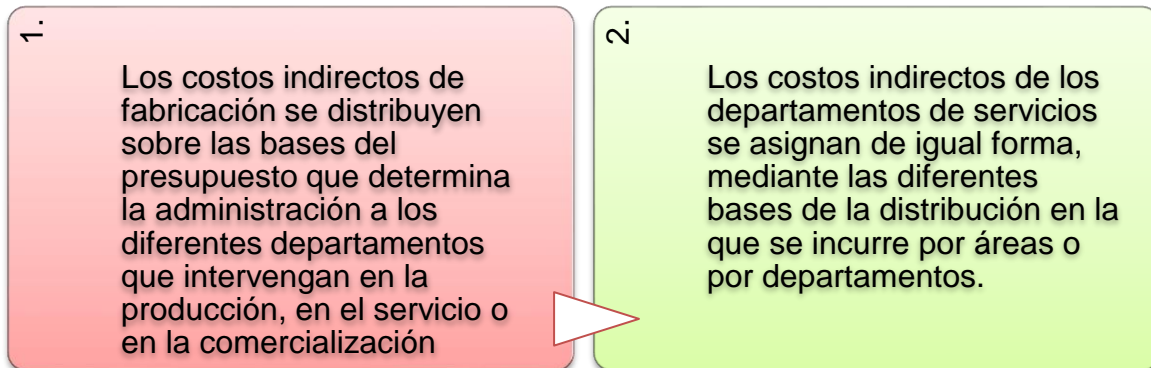 1.
Los costos indirectos de
fabricación se distribuyen
sobre las bases del
presupuesto que determina
la administración a los
diferentes departamentos
que intervengan en la
producción, en el servicio o
en la comercialización
2.
Los costos indirectos de los
departamentos de servicios
se asignan de igual forma,
mediante las diferentes
bases de la distribución en la
que se incurre por áreas o
por departamentos.